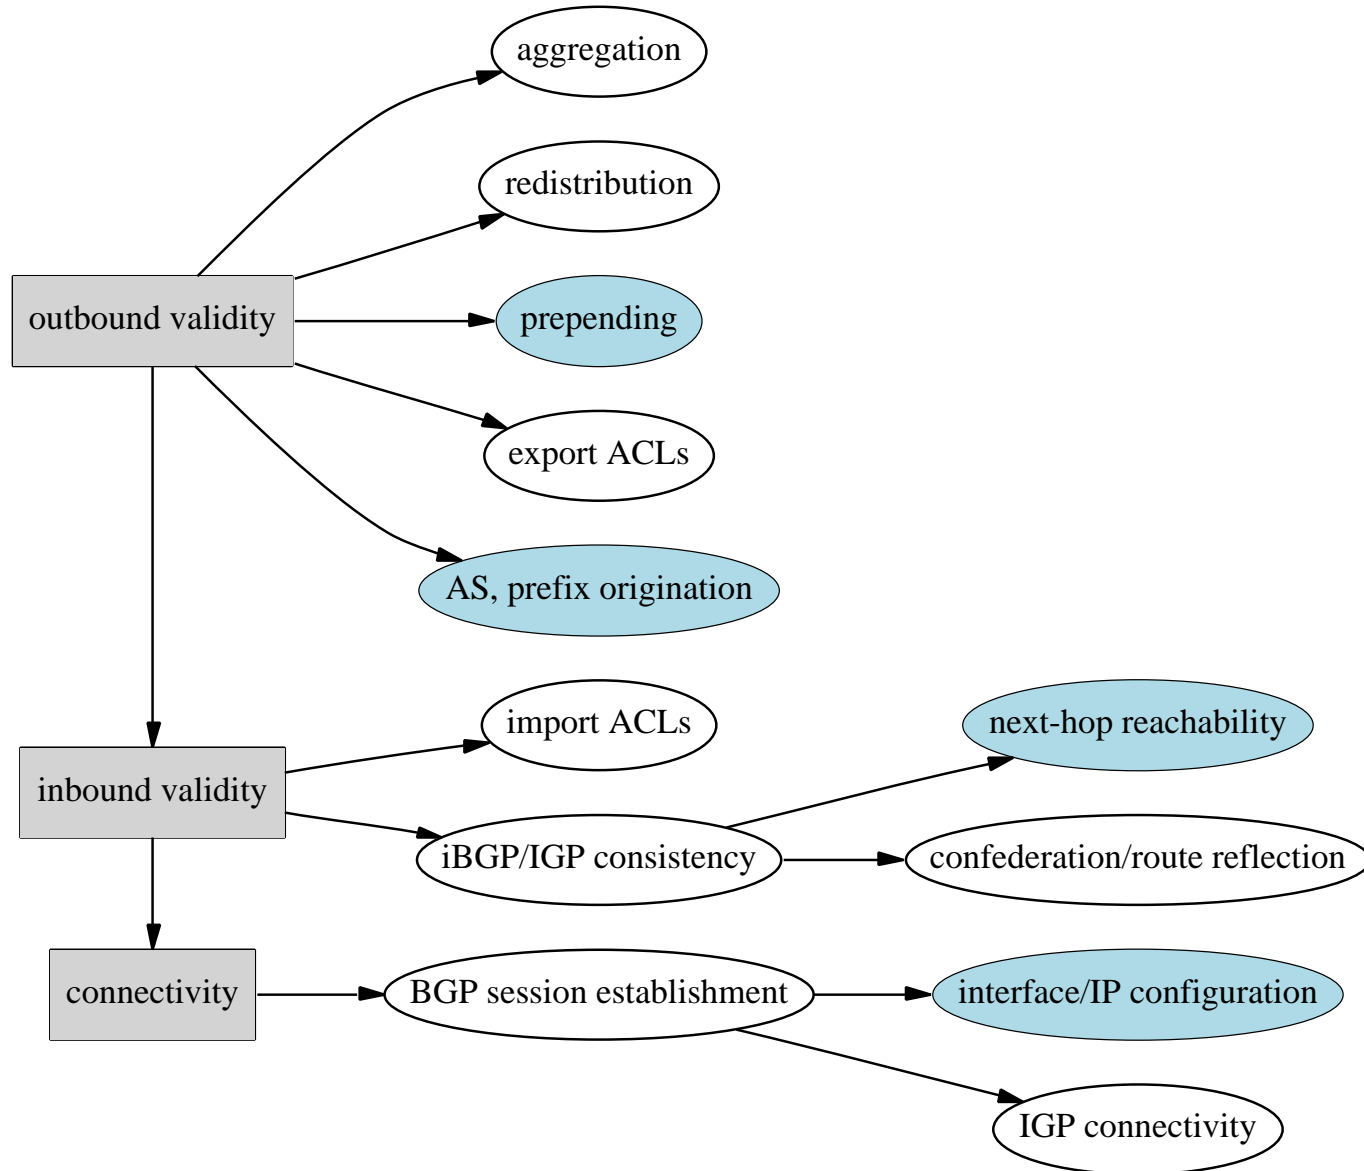 aggregation
redistribution
outbound validity
prepending
export ACLs
AS, prefix origination
import ACLs
next-hop reachability
inbound validity
iBGP/IGP consistency
confederation/route reflection
connectivity
BGP session establishment
interface/IP configuration
IGP connectivity